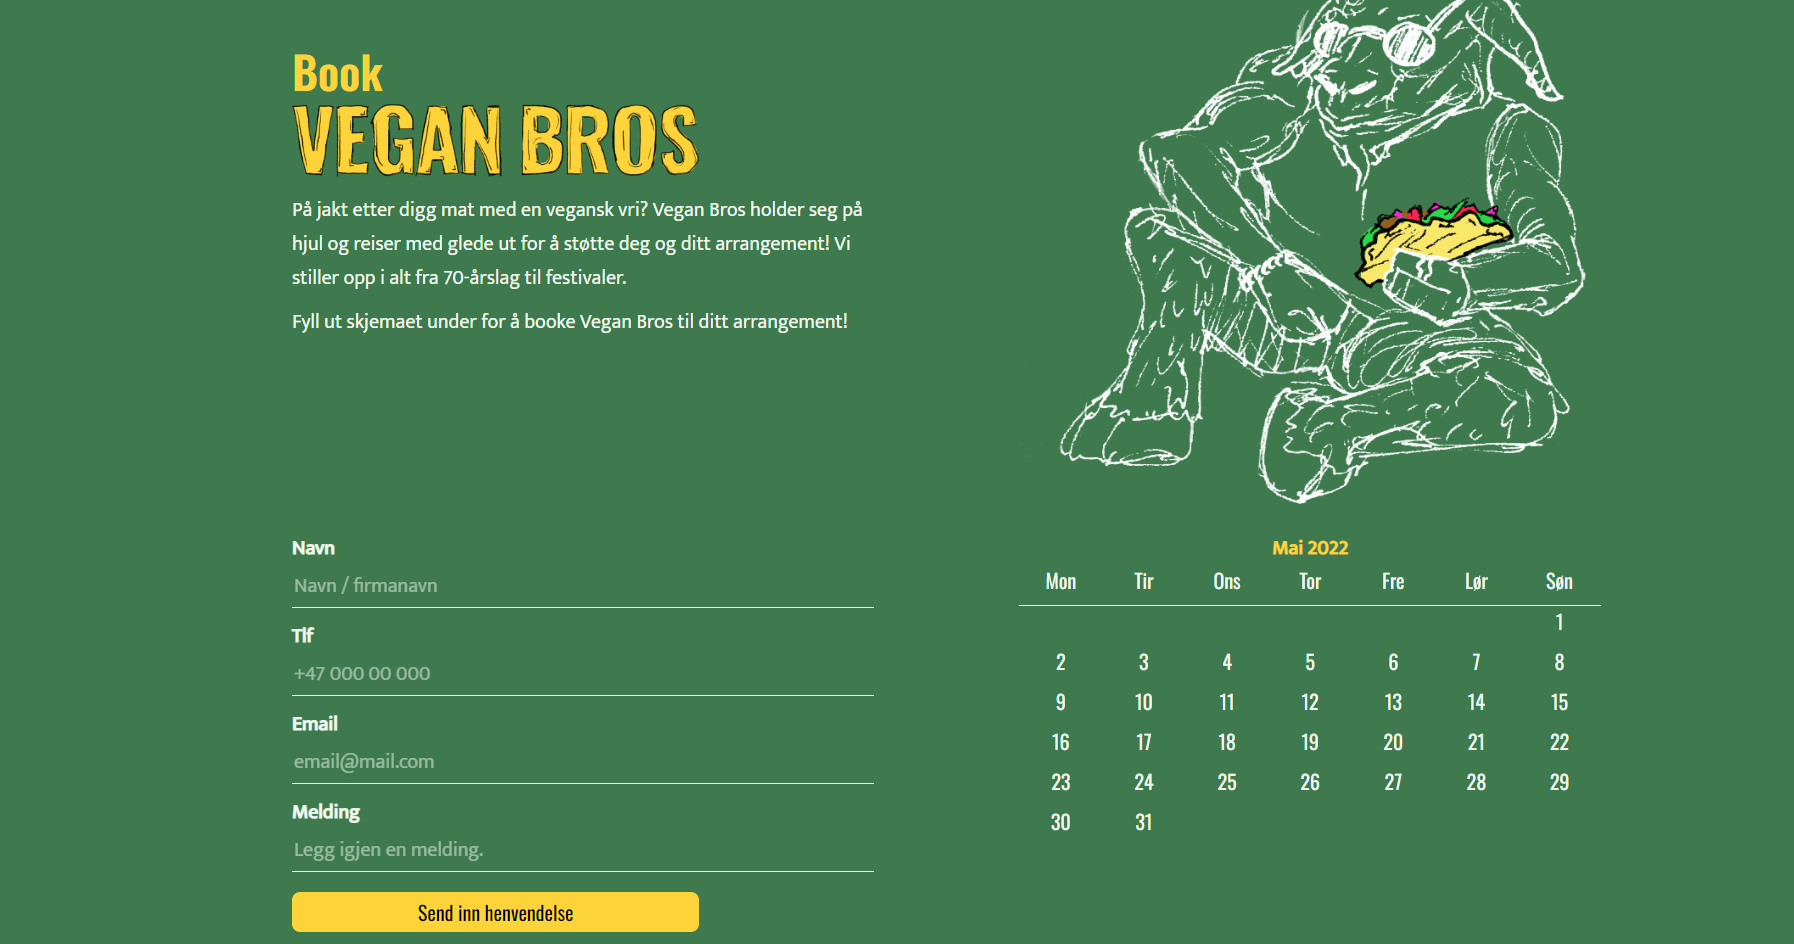 Book
VEGAN BROS
På jakt etter digg mat med en vegansk vri? Vegan Bros holder seg på
hjul og reiser med glede ut for å støtte deg og ditt arrangement! Vi
stiller opp i alt fra 70-årslag til festivaler.
Fyll ut skjemaet under for å booke Vegan Bros til ditt arrangement!
Navn
Navn / firmanavn
Tlf
+47 000 00 000
Email
email@mail.com
Melding
Legg igjen en melding.
Send inn henvendelse
Mai 2022
Mon Tir Ons Tor Fre Lør Søn
1
2 3 4 5 6 7 8
9 10 11 12 13 14 15
16 17 18 19 20 21 22
23 24 25 26 27 28 29
30 31